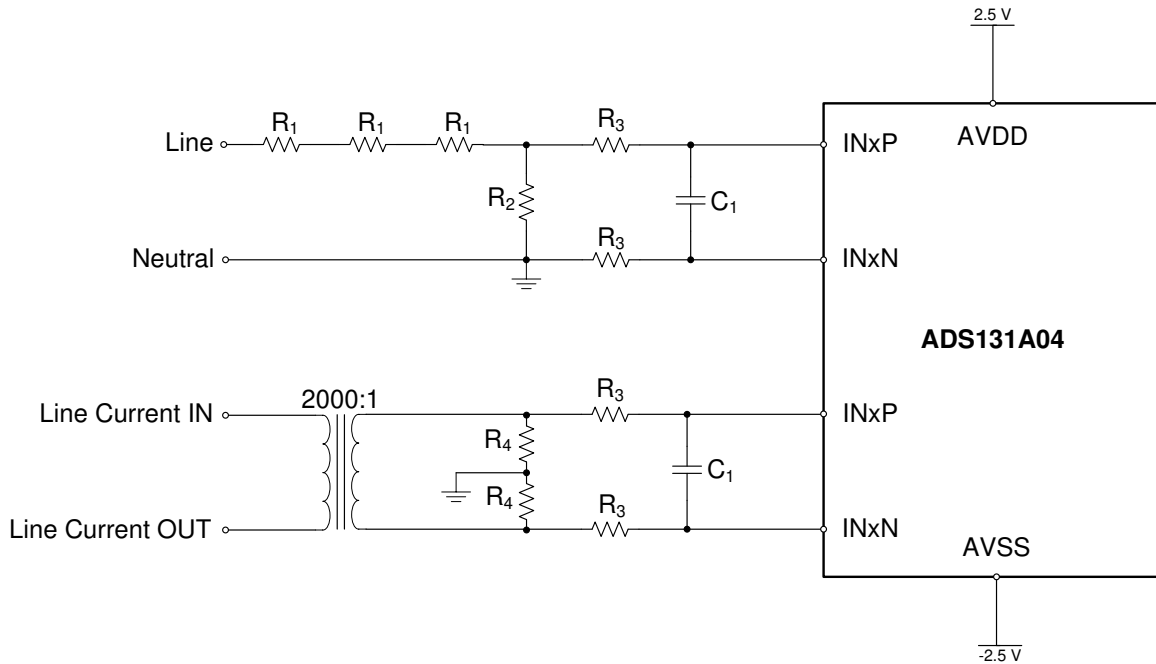 2.5 V
R1 R1 R1 R3
Line
INxP
AVDD
R2
C1
R3
Neutral
INxN
ADS131A04
2000:1
R3
Line Current IN
INxP
R4
C1
R4
R3
Line Current OUT
INxN
AVSS
-2.5 V